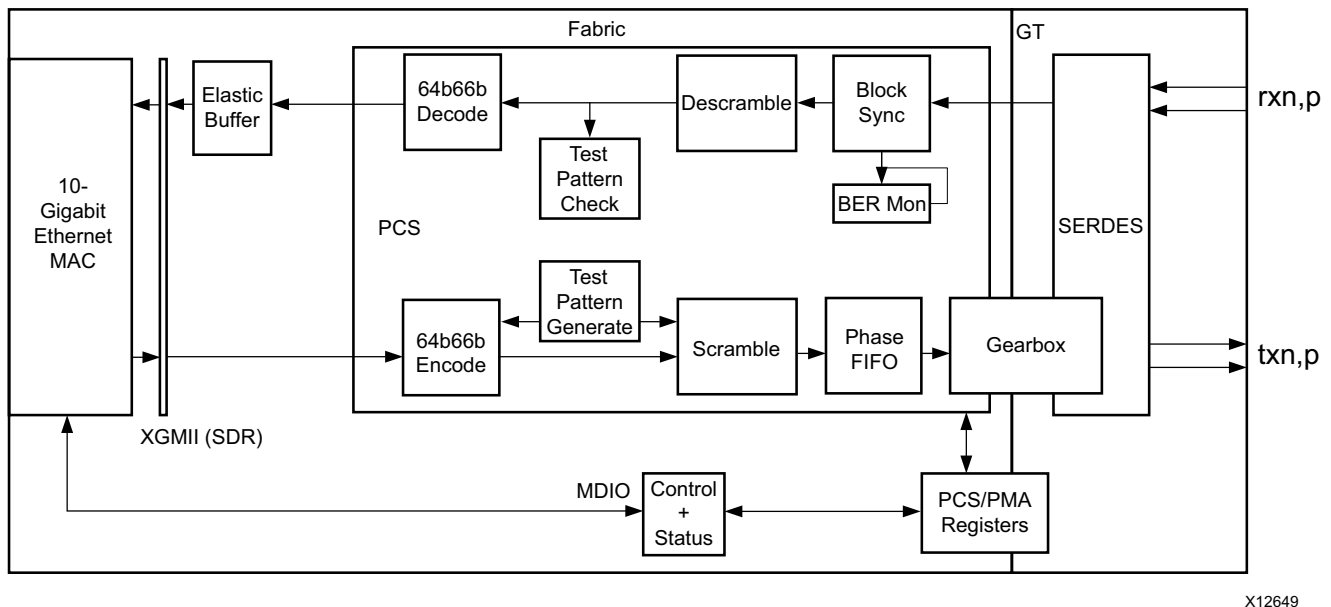 Fabric
GT
64b66b
Decode
Elastic
Buffer
Descramble
Block
Sync
rxn,p
Test
Pattern
Check
BER Mon
10-
Gigabit
Ethernet
MAC
PCS
SERDES
Test
Pattern
Generate
64b66b
Encode
Scramble
Phase
FIFO
Gearbox
txn,p
XGMII (SDR)
MDIO
Control
+
Status
PCS/PMA
Registers
X12649